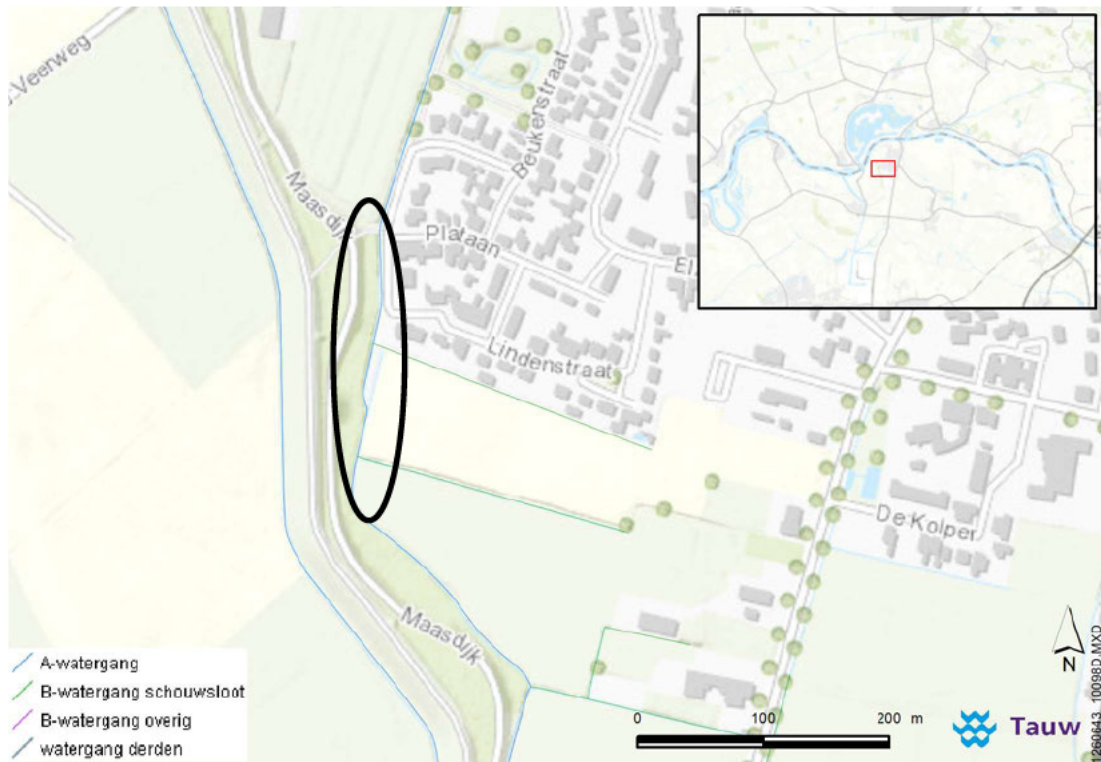 Veerweg
Maasdijk
Beukenstraat
Plataan
Lindenstraat
De Kolper
Maasdijk
A-watergang
B-watergang schouwsloot
B-watergang overig
watergang derden
0 100 200 m
Tauw
N
1260643_10098D.MXD